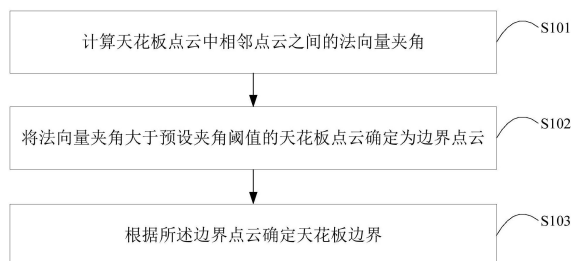 计算天花板点云中相邻点云之间的法向量夹角
S101
将法向量夹角大于预设夹角阈值的天花板点云确定为边界点云
S102
根据所述边界点云确定天花板边界
S103